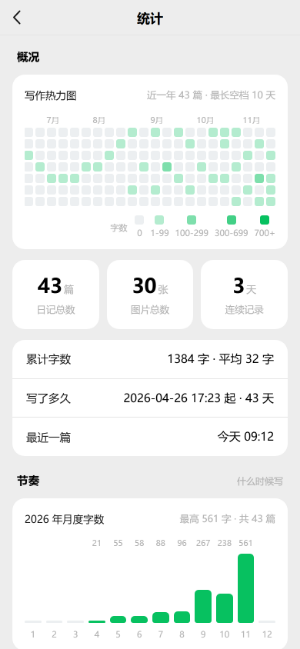 统计
概况
写作热力图 近一年 43 篇 · 最长空档 10 天
7月 8月 9月 10月 11月
字数 0 1-99 100-299 300-699 700+
43篇 30张 3天
日记总数 图片总数 连续记录
累计字数 1384 字 · 平均 32 字
写了多久 2026-04-26 17:23 起 · 43 天
最近一篇 今天 09:12
节奏 什么时候写
2026 年月度字数 最高 561 字 · 共 43 篇
21 55 58 88 96 267 238 561
1 2 3 4 5 6 7 8 9 10 11 12